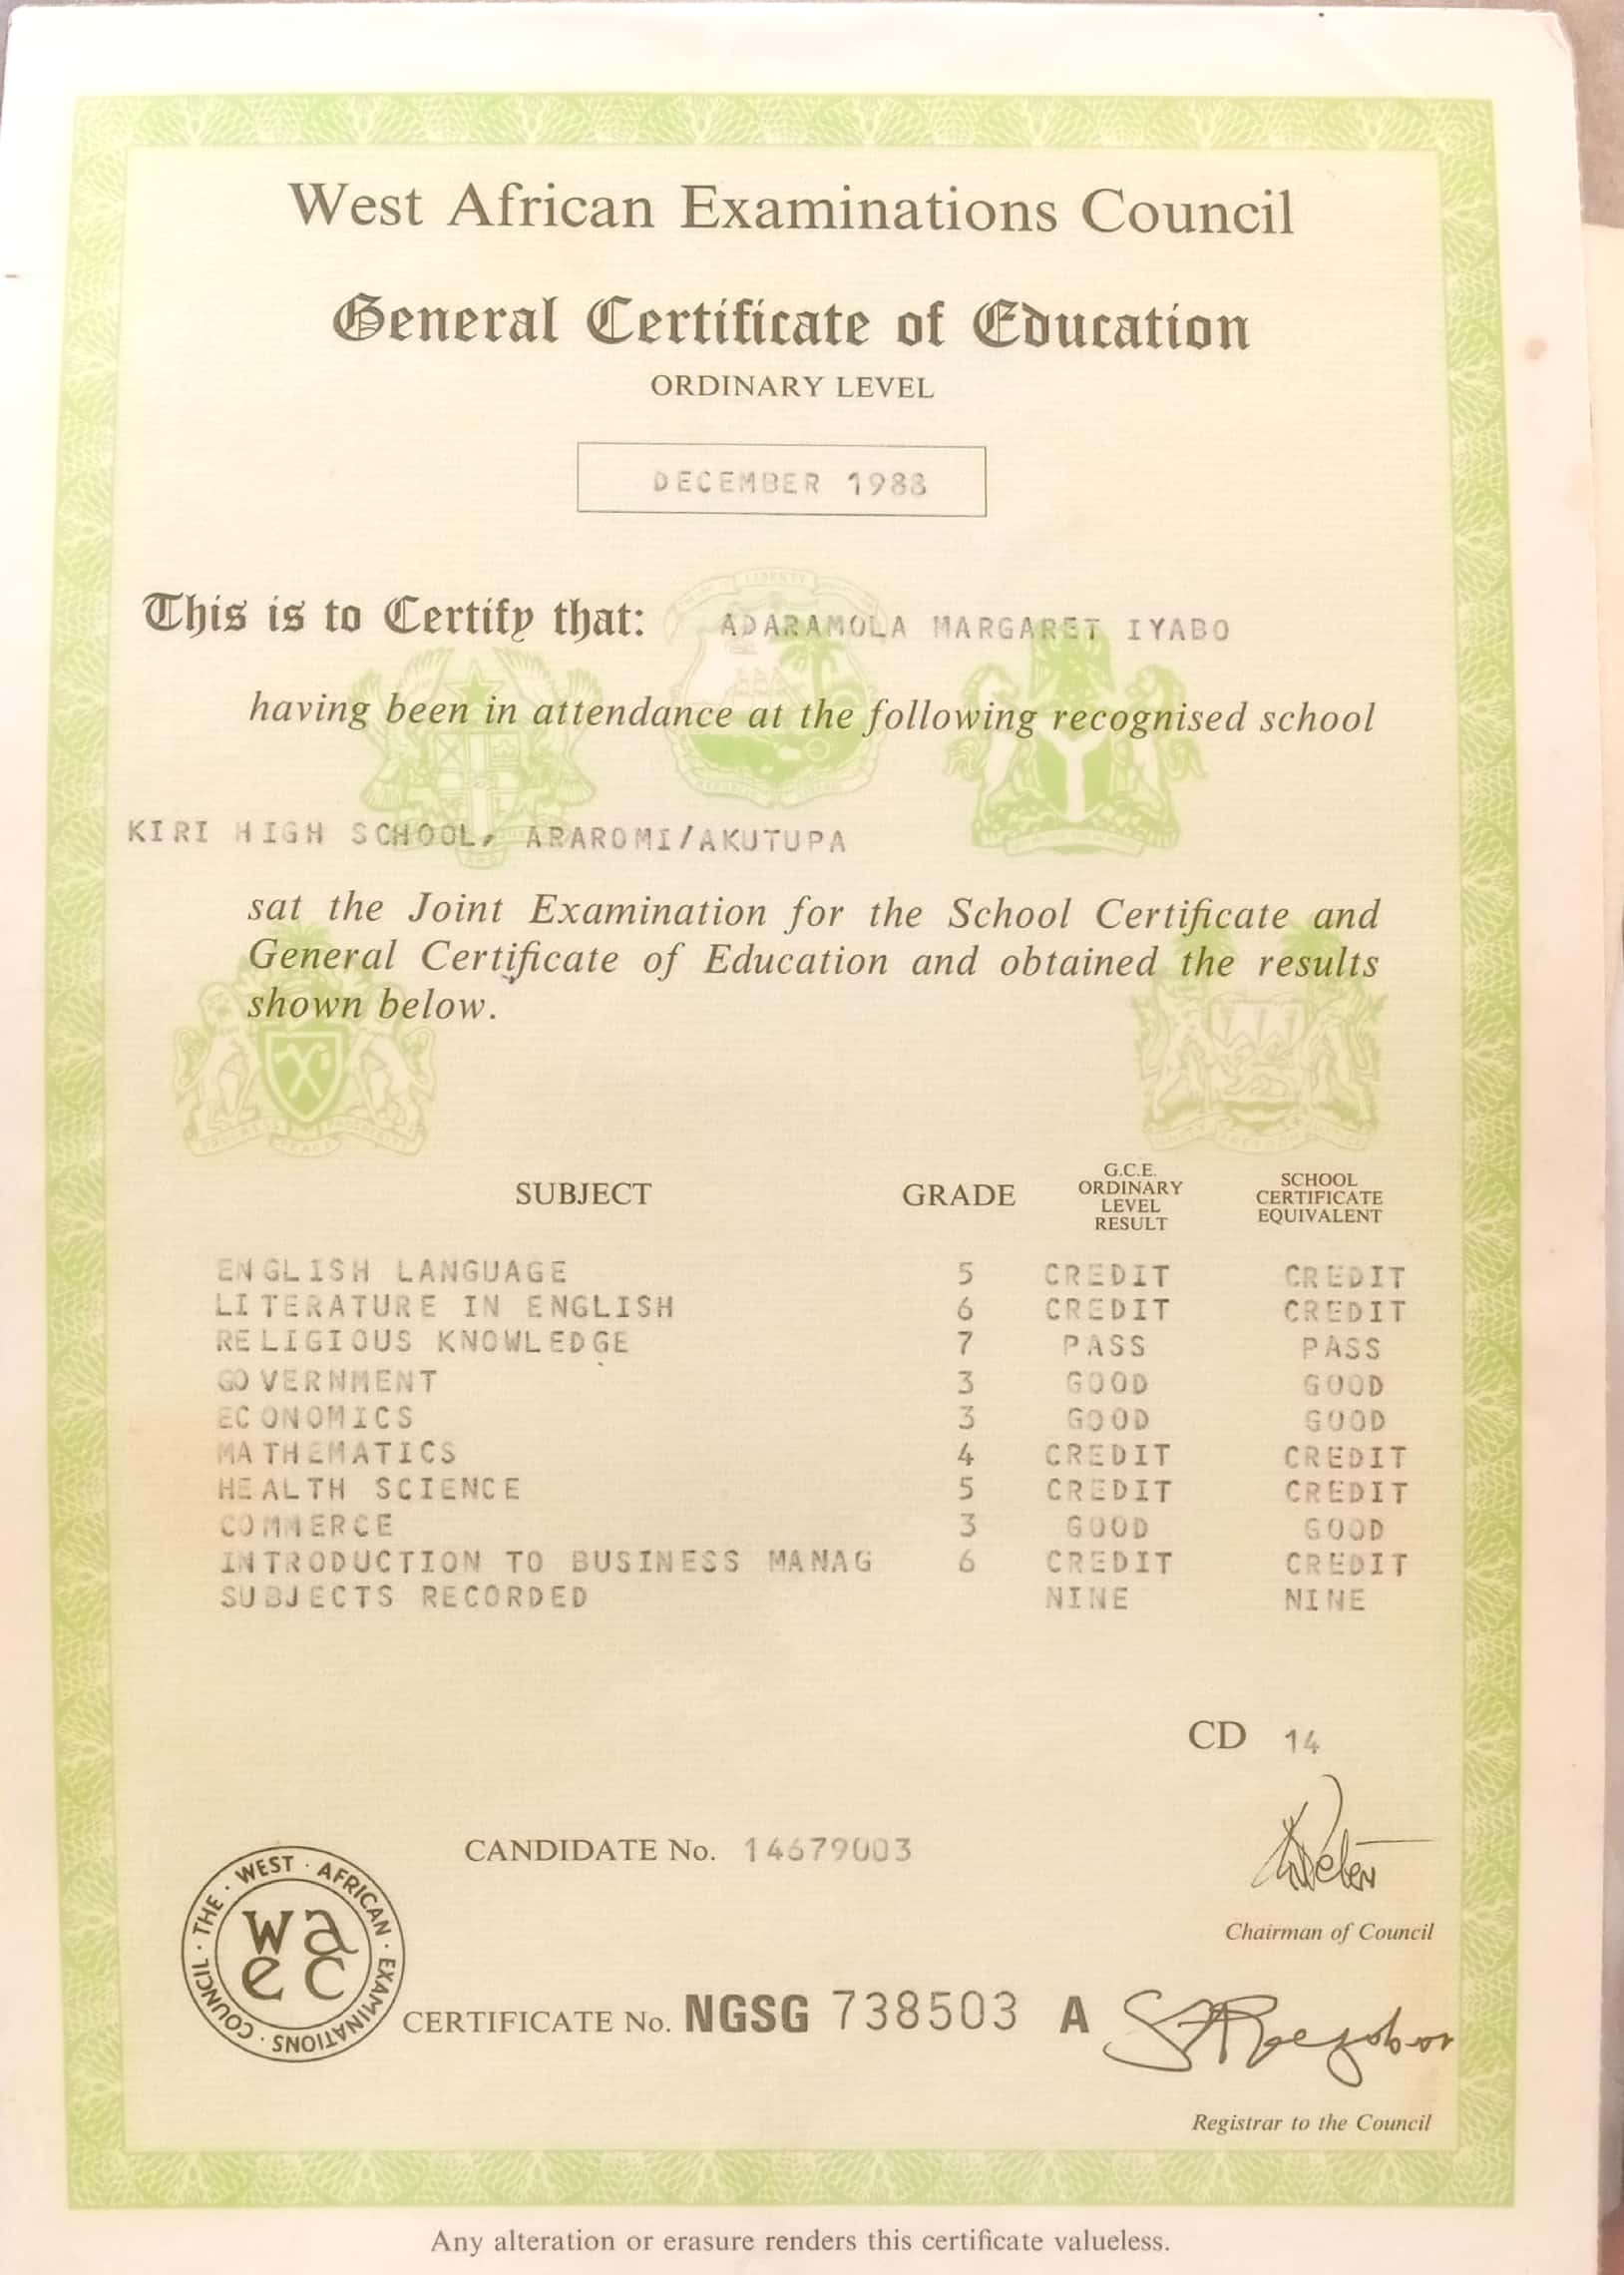 West African Examinations Council
General Certificate of Education
ORDINARY LEVEL
DECEMBER 1988
This is to Certify that: ADARAMOLA MARGARET IYABO
having been in attendance at the following recognised school
KIRI HIGH SCHOOL, ARAROMI/AKUTUPA
sat the Joint Examination for the School Certificate and
General Certificate of Education and obtained the results
shown below.
SUBJECT GRADE G.C.E. ORDINARY LEVEL RESULT SCHOOL CERTIFICATE EQUIVALENT
ENGLISH LANGUAGE 5 CREDIT CREDIT
LITERATURE IN ENGLISH 6 CREDIT CREDIT
RELIGIOUS KNOWLEDGE 7 PASS PASS
GOVERNMENT 3 GOOD GOOD
ECONOMICS 3 GOOD GOOD
MATHEMATICS 4 CREDIT CREDIT
HEALTH SCIENCE 5 CREDIT CREDIT
COMMERCE 3 GOOD GOOD
INTRODUCTION TO BUSINESS MANAG 6 CREDIT CREDIT
SUBJECTS RECORDED NINE NINE
CD 14
CANDIDATE No. 14679003
Chairman of Council
THE · WEST · AFRICAN · EXAMINATIONS · COUNCIL ·
wa
ec
CERTIFICATE No. NGSG 738503 A
Registrar to the Council
Any alteration or erasure renders this certificate valueless.